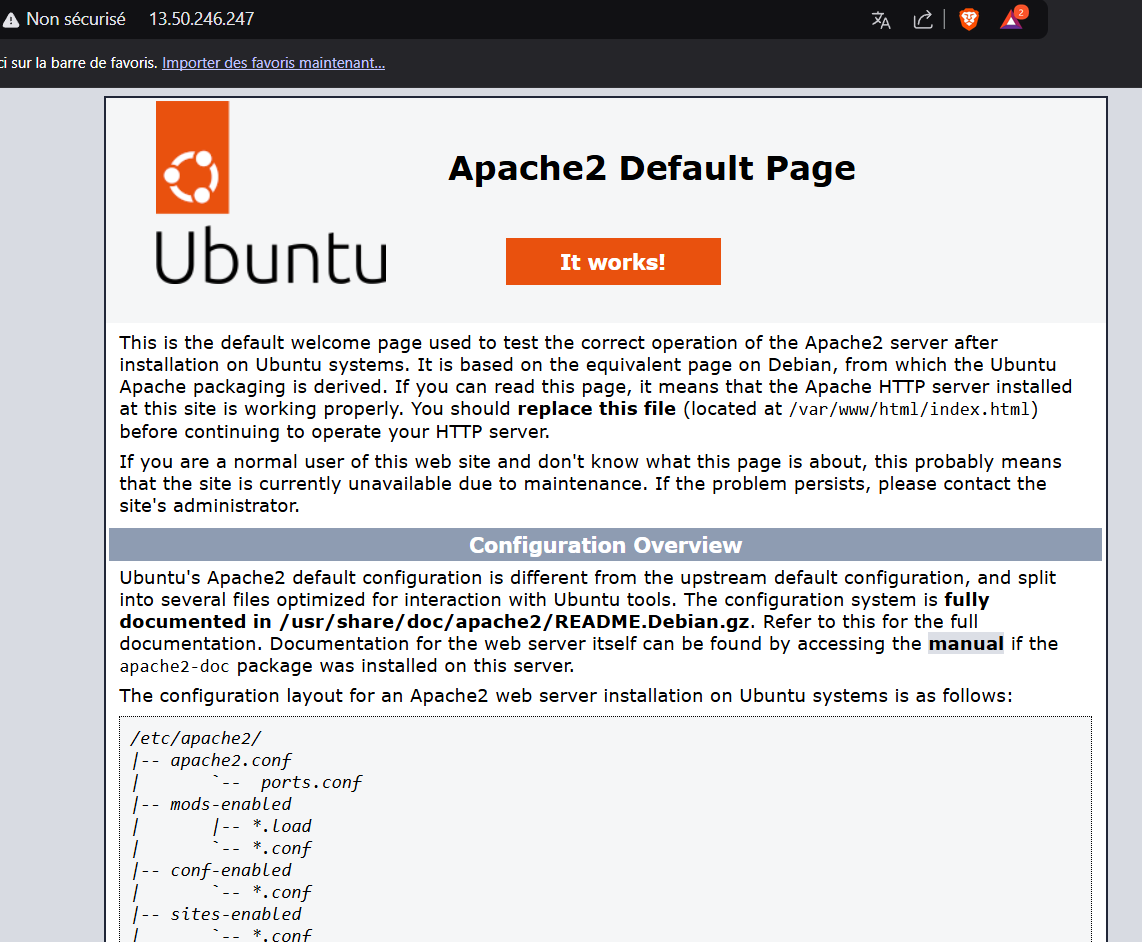 Non sécurisé 13.50.246.247
2
ci sur la barre de favoris. Importer des favoris maintenant...
Apache2 Default Page
Ubuntu
It works!
This is the default welcome page used to test the correct operation of the Apache2 server after
installation on Ubuntu systems. It is based on the equivalent page on Debian, from which the Ubuntu
Apache packaging is derived. If you can read this page, it means that the Apache HTTP server installed
at this site is working properly. You should replace this file (located at /var/www/html/index.html)
before continuing to operate your HTTP server.
If you are a normal user of this web site and don't know what this page is about, this probably means
that the site is currently unavailable due to maintenance. If the problem persists, please contact the
site's administrator.
Configuration Overview
Ubuntu's Apache2 default configuration is different from the upstream default configuration, and split
into several files optimized for interaction with Ubuntu tools. The configuration system is fully
documented in /usr/share/doc/apache2/README.Debian.gz. Refer to this for the full
documentation. Documentation for the web server itself can be found by accessing the manual if the
apache2-doc package was installed on this server.
The configuration layout for an Apache2 web server installation on Ubuntu systems is as follows:
/etc/apache2/
|-- apache2.conf
|       `--  ports.conf
|-- mods-enabled
|       |-- *.load
|       `-- *.conf
|-- conf-enabled
|       `-- *.conf
|-- sites-enabled
|       `-- *.conf